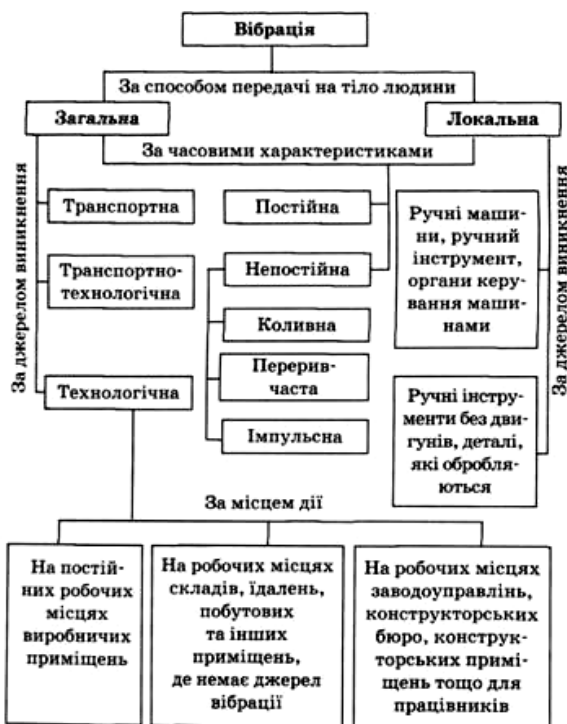 Вібрація
За способом передачі на тіло людини
Загальна
Локальна
За часовими характеристиками
За джерелом виникнення
Транспортна
Транспортно-
технологічна
Технологічна
Постійна
Непостійна
Коливна
Перерив-
часта
Імпульсна
Ручні маши-
ни, ручний
інструмент,
органи керу-
вання маши-
нами
Ручні інстру-
менти без дви-
гунів, деталі,
які обробля-
ються
За джерелом виникнення
За місцем дії
На постій-
них робочих
місцях
виробничих
приміщень
На робочих місцях
складів, їдалень,
побутових
та інших
приміщень,
де немає джерел
вібрації
На робочих місцях
заводоуправлінь,
конструкторських
бюро, конструк-
торських приміщень
щень тощо для
працівників